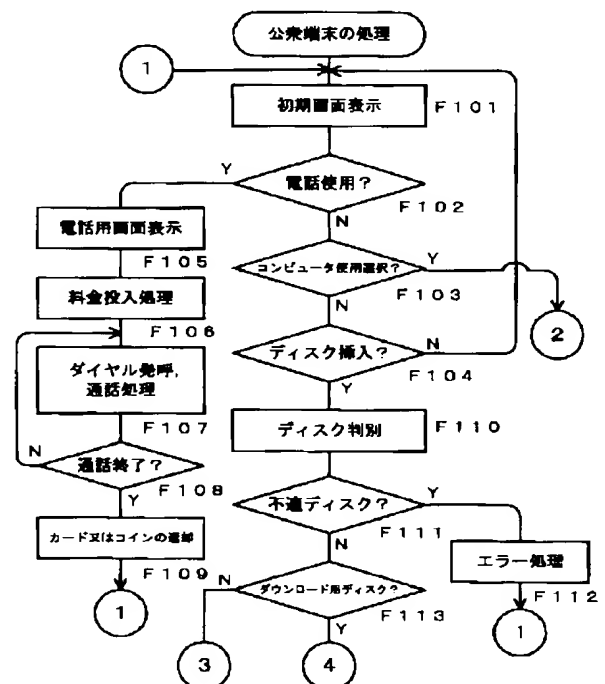 公衆端末の処理
1
初期画面表示
F101
Y
電話使用?
F102
N
電話用画面表示
F105
コンピュータ使用選択?
Y
F103
N
2
料金投入処理
F106
ディスク挿入?
N
F104
Y
ダイヤル発呼,
通話処理
F107
ディスク判別
F110
N
通話終了?
F108
Y
不適ディスク?
Y
F111
N
カード又はコインの返却
F109
エラー処理
F112
N
ダウンロード用ディスク?
F113
Y
1
1
3
4